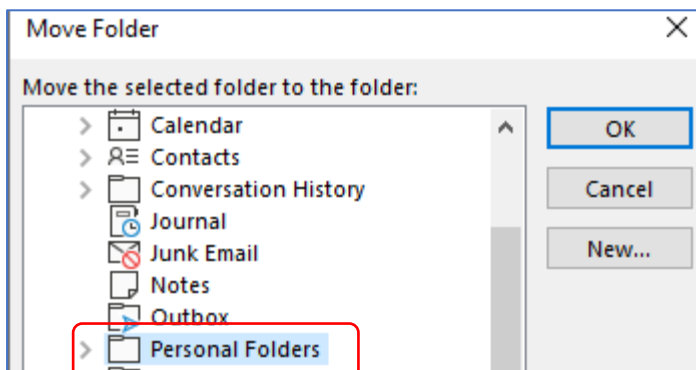 Move Folder
Move the selected folder to the folder:
Calendar
OK
Contacts
Conversation History
Cancel
Journal
Junk Email
New...
Notes
Outbox
Personal Folders